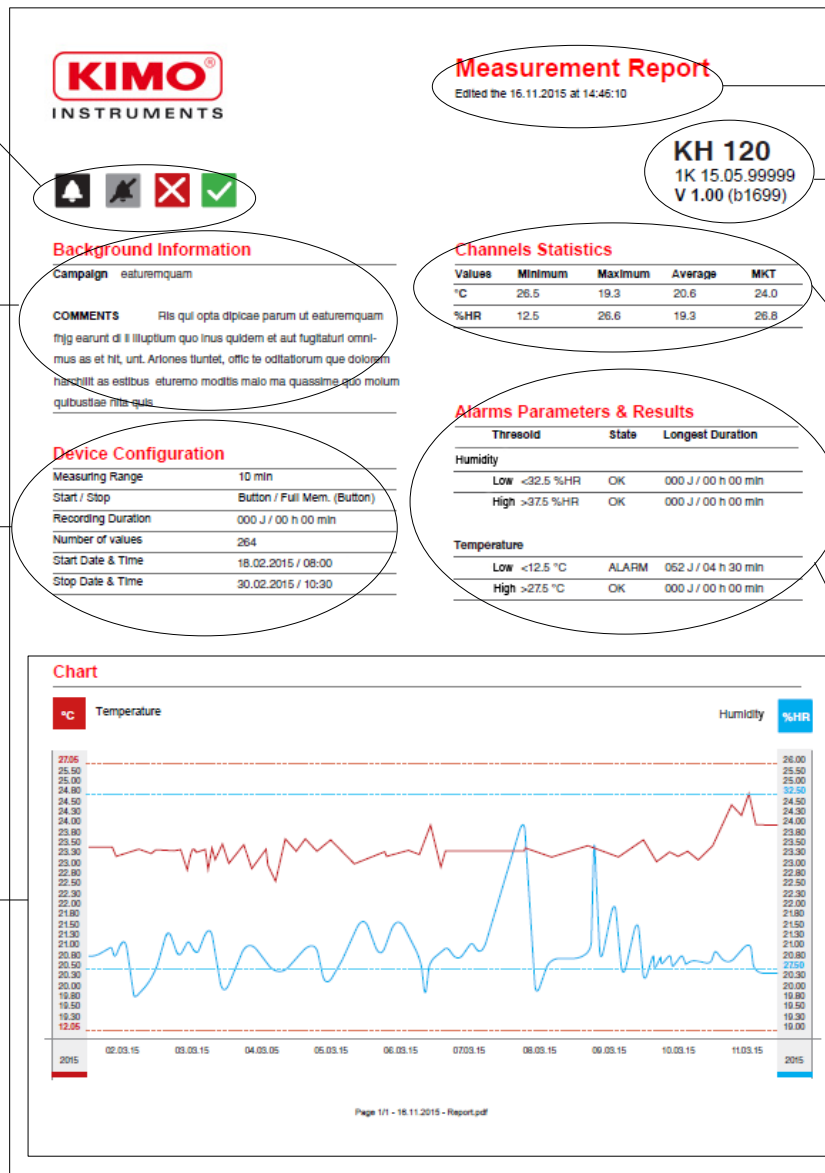 KIMO®
INSTRUMENTS
Measurement Report
Edited the 16.11.2015 at 14:46:10
KH 120
1K 15.05.99999
V 1.00 (b1699)
Background Information
Campaign eaturemquam
COMMENTS Ris qui opta dipicae parum ut eaturemquam
fhjg earunt di il illuptium quo inus quidem et aut fugitaturi omni-
mus as et hit, unt. Ariones tiuntet, offic te oditatiorum que dolorem
harchilit as estibus eturemo moditis maio ma quassime quo molum
quibustiae nita quis
Channels Statistics
Values Minimum Maximum Average MKT
°C 26.5 19.3 20.6 24.0
%HR 12.5 26.6 19.3 26.8
Device Configuration
Measuring Range 10 min
Start / Stop Button / Full Mem. (Button)
Recording Duration 000 J / 00 h 00 min
Number of values 264
Start Date & Time 18.02.2015 / 08:00
Stop Date & Time 30.02.2015 / 10:30
Alarms Parameters & Results
Thresold State Longest Duration
Humidity
Low <32.5 %HR OK 000 J / 00 h 00 min
High >37.5 %HR OK 000 J / 00 h 00 min
Temperature
Low <12.5 °C ALARM 052 J / 04 h 30 min
High >27.5 °C OK 000 J / 00 h 00 min
Chart
°C Temperature
Humidity %HR
27.05 26.00
25.50 25.50
25.00 25.00
24.80 32.50
24.50 24.50
24.30 24.30
24.00 24.00
23.80 23.80
23.50 23.50
23.30 23.30
23.00 23.00
22.80 22.80
22.50 22.50
22.30 22.30
22.00 22.00
21.80 21.80
21.50 21.50
21.30 21.30
21.00 21.00
20.80 20.80
20.50 27.50
20.30 20.30
20.00 20.00
19.80 19.80
19.50 19.50
19.30 19.30
12.05 19.00
2015 02.03.15 03.03.15 04.03.05 05.03.15 06.03.15 07.03.15 08.03.15 09.03.15 10.03.15 11.03.15 2015
Page 1/1 - 16.11.2015 - Report.pdf